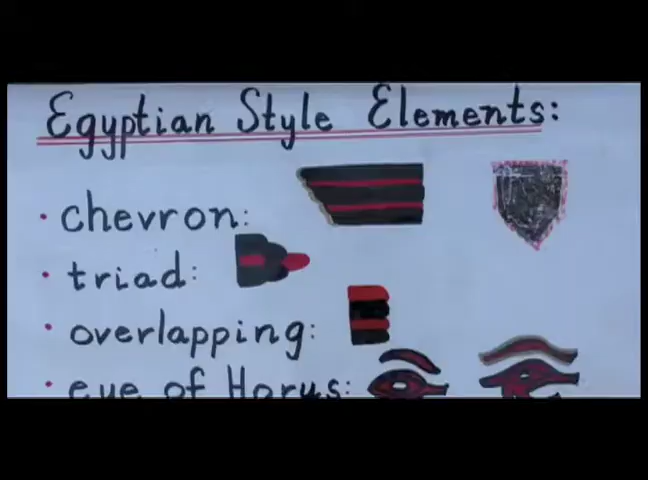 Egyptian Style Elements:
• chevron:
• triad:
• overlapping:
• eye of Horus: